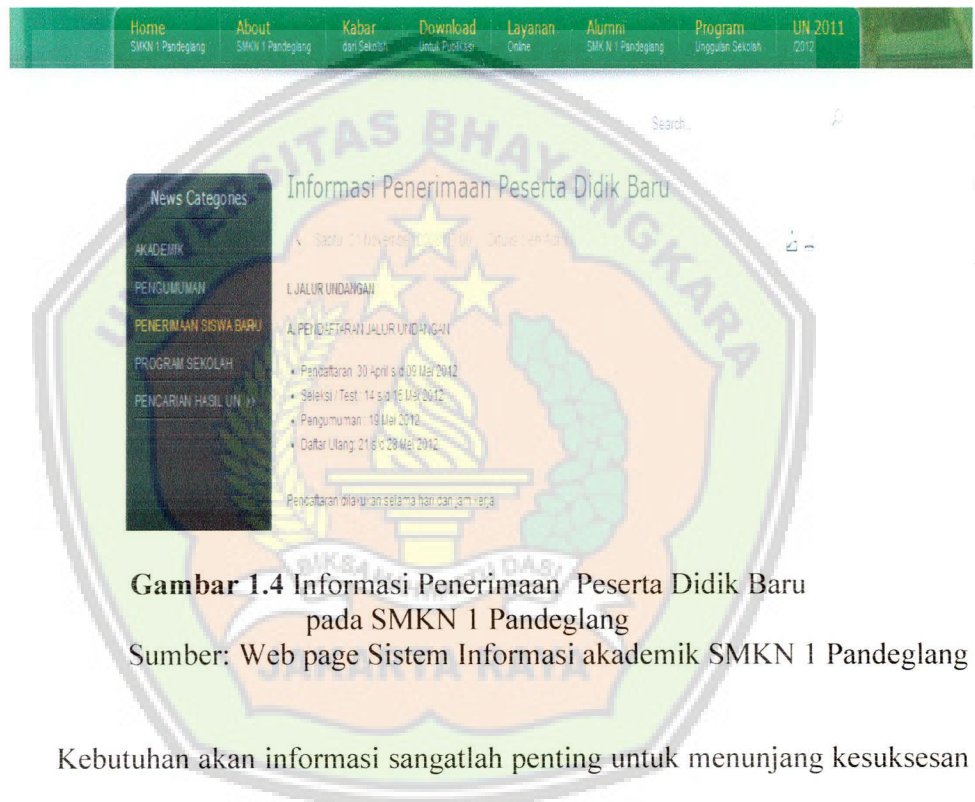 Home About Kabar Download Layanan Alumni Program UN 2011
SMKN 1 Pandeglang SMKN 1 Pandeglang dari Sekolah Untuk Publikasi Online SMK N 1 Pandeglang Unggulan Sekolah /2012
Search..
News Categories
AKADEMIK
PENGUMUMAN
PENERIMAAN SISWA BARU
PROGRAM SEKOLAH
PENCARIAN HASIL UN >>
Informasi Penerimaan Peserta Didik Baru
I. JALUR UNDANGAN
A. PENDAFTARAN JALUR UNDANGAN
• Pendaftaran: 30 April s.d 09 Mei 2012
• Seleksi / Test : 14 s.d Mei 2012
• Pengumuman : 19 Mei 2012
• Daftar Ulang: 21 s/d 28 Mei 2012
Pendaftaran dilakukan selama hari dan jam kerja
UNIVERSITAS BHAYANGKARA
JAKARTA RAYA
Gambar 1.4 Informasi Penerimaan Peserta Didik Baru
pada SMKN 1 Pandeglang
Sumber: Web page Sistem Informasi akademik SMKN 1 Pandeglang
Kebutuhan akan informasi sangatlah penting untuk menunjang kesuksesan